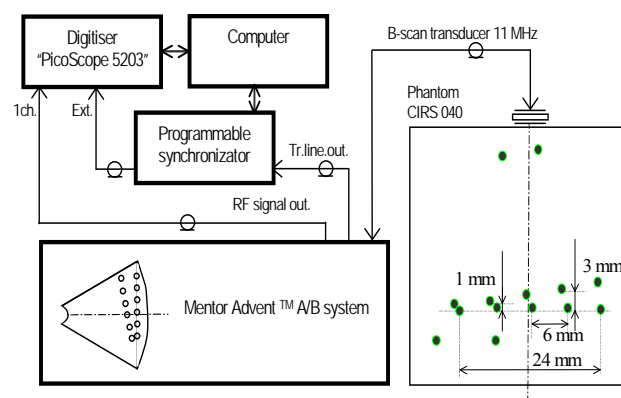 Digitiser
"PicoScope 5203"
Computer
B-scan transducer 11 MHz
1ch.
Ext.
Phantom
CIRS 040
Programmable
synchronizator
Tr.line.out.
RF signal out.
Mentor Advent ™ A/B system
1 mm
3 mm
6 mm
24 mm